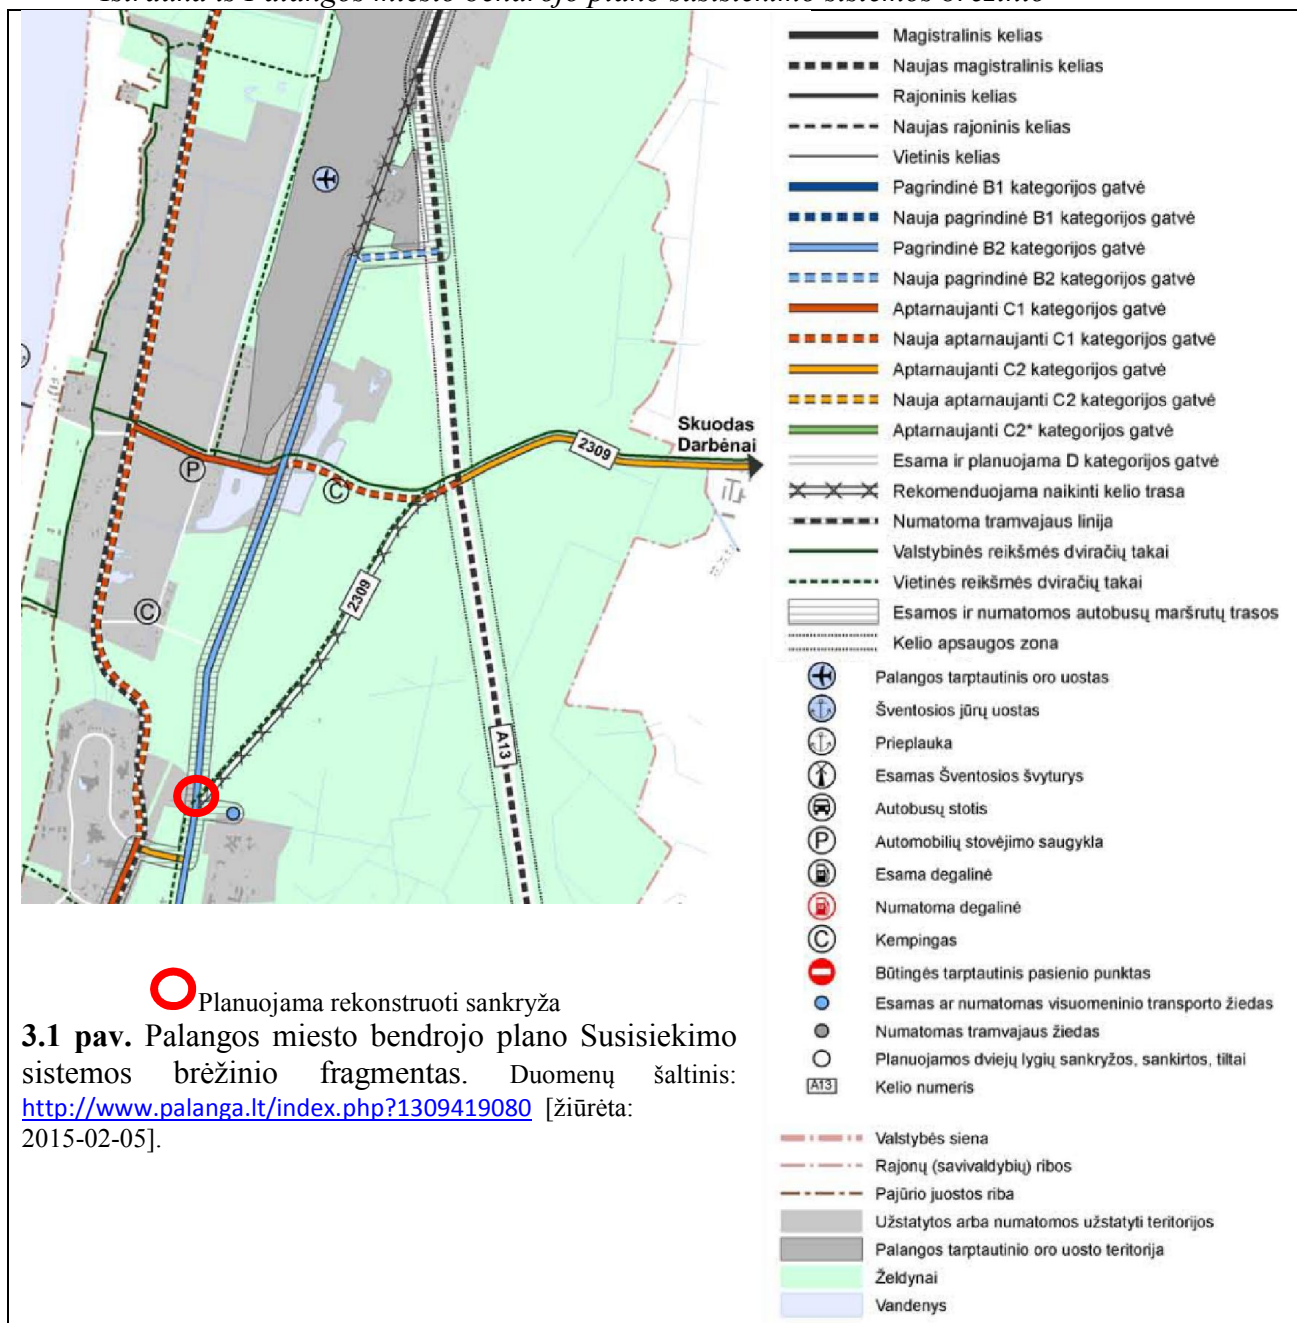 Ištrauka iš Palangos miesto bendrojo plano susisiekimo sistemos brėžinio
Magistralinis kelias
Naujas magistralinis kelias
Rajoninis kelias
Naujas rajoninis kelias
Vietinis kelias
Pagrindinė B1 kategorijos gatvė
Nauja pagrindinė B1 kategorijos gatvė
Pagrindinė B2 kategorijos gatvė
Nauja pagrindinė B2 kategorijos gatvė
Aptarnaujanti C1 kategorijos gatvė
Nauja aptarnaujanti C1 kategorijos gatvė
Aptarnaujanti C2 kategorijos gatvė
Nauja aptarnaujanti C2 kategorijos gatvė
Aptarnaujanti C2* kategorijos gatvė
Esama ir planuojama D kategorijos gatvė
Rekomenduojama naikinti kelio trasa
Numatoma tramvajaus linija
Valstybinės reikšmės dviračių takai
Vietinės reikšmės dviračių takai
Esamos ir numatomos autobusų maršrutų trasos
Kelio apsaugos zona
Palangos tarptautinis oro uostas
Šventosios jūrų uostas
Prieplauka
Esamas Šventosios švyturys
Autobusų stotis
P Automobilių stovėjimo saugykla
Esama degalinė
Numatoma degalinė
C Kempingas
Būtingės tarptautinis pasienio punktas
Esamas ar numatomas visuomeninio transporto žiedas
Numatomas tramvajaus žiedas
Planuojamos dviejų lygių sankryžos, sankirtos, tiltai
A13 Kelio numeris
Valstybės siena
Rajonų (savivaldybių) ribos
Pajūrio juostos riba
Užstatytos arba numatomos užstatyti teritorijos
Palangos tarptautinio oro uosto teritorija
Želdynai
Vandenys
Skuodas
Darbėnai
2309
P
C
2309
C
A13
Planuojama rekonstruoti sankryža
3.1 pav. Palangos miesto bendrojo plano Susisiekimo
sistemos brėžinio fragmentas. Duomenų šaltinis:
http://www.palanga.lt/index.php?1309419080 [žiūrėta:
2015-02-05].